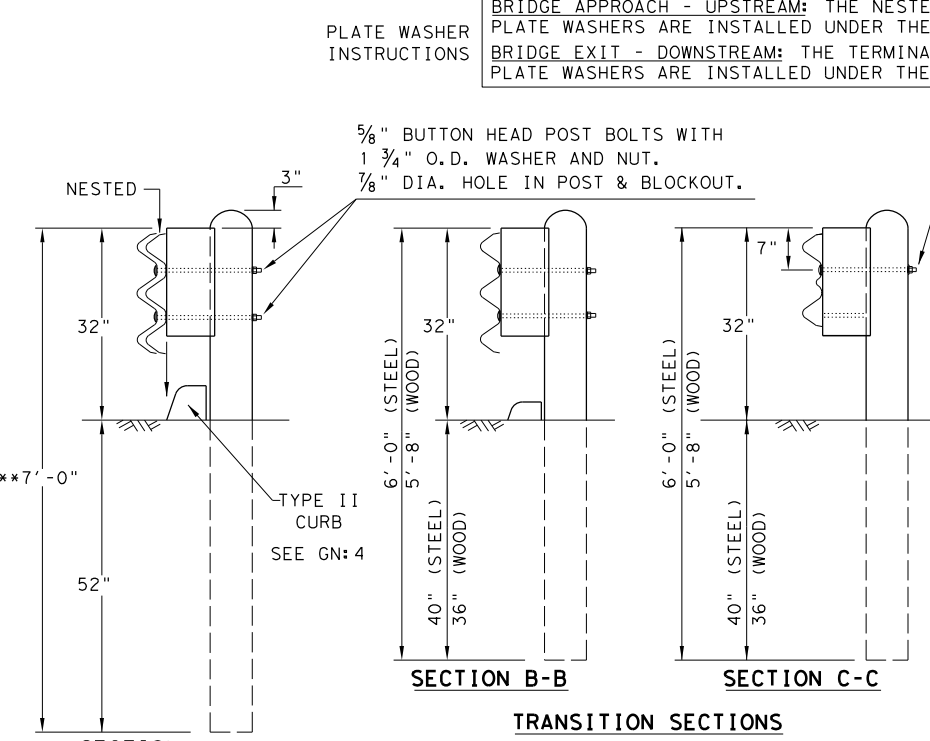 BRIDGE APPROACH - UPSTREAM: THE NESTE
PLATE WASHERS ARE INSTALLED UNDER THE
BRIDGE EXIT - DOWNSTREAM: THE TERMINA
PLATE WASHERS ARE INSTALLED UNDER THE
PLATE WASHER
INSTRUCTIONS
5/8" BUTTON HEAD POST BOLTS WITH
1 3/4" O.D. WASHER AND NUT.
7/8" DIA. HOLE IN POST & BLOCKOUT.
NESTED
3"
32"
**7'-0"
52"
TYPE II
CURB
SEE GN: 4
32"
6'-0" (STEEL)
5'-8" (WOOD)
40" (STEEL)
36" (WOOD)
SECTION B-B
7"
32"
6'-0" (STEEL)
5'-8" (WOOD)
40" (STEEL)
36" (WOOD)
SECTION C-C
TRANSITION SECTIONS